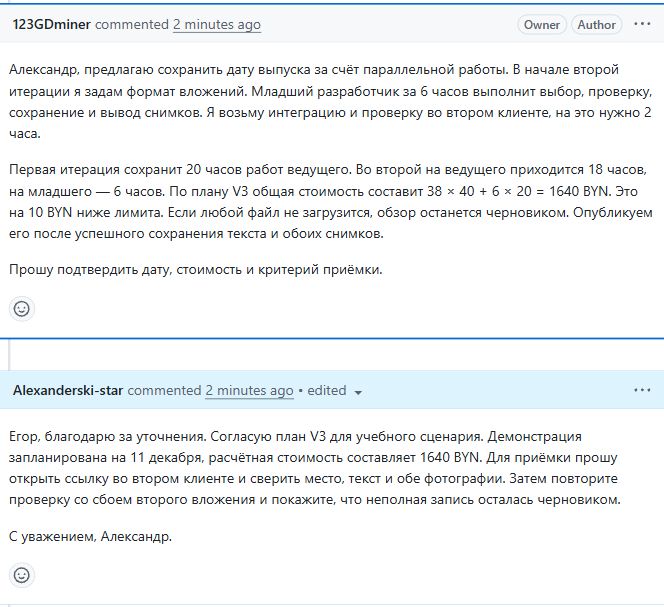 123GDminer commented 2 minutes ago Owner Author ...
Александр, предлагаю сохранить дату выпуска за счёт параллельной работы. В начале второй
итерации я задам формат вложений. Младший разработчик за 6 часов выполнит выбор, проверку,
сохранение и вывод снимков. Я возьму интеграцию и проверку во втором клиенте, на это нужно 2
часа.
Первая итерация сохранит 20 часов работ ведущего. Во второй на ведущего приходится 18 часов,
на младшего — 6 часов. По плану V3 общая стоимость составит 38 × 40 + 6 × 20 = 1640 BYN. Это
на 10 BYN ниже лимита. Если любой файл не загрузится, обзор останется черновиком. Опубликуем
его после успешного сохранения текста и обоих снимков.
Прошу подтвердить дату, стоимость и критерий приёмки.
Alexanderski-star commented 2 minutes ago • edited ...
Егор, благодарю за уточнения. Согласую план V3 для учебного сценария. Демонстрация
запланирована на 11 декабря, расчётная стоимость составляет 1640 BYN. Для приёмки прошу
открыть ссылку во втором клиенте и сверить место, текст и обе фотографии. Затем повторите
проверку со сбоем второго вложения и покажите, что неполная запись осталась черновиком.
С уважением, Александр.